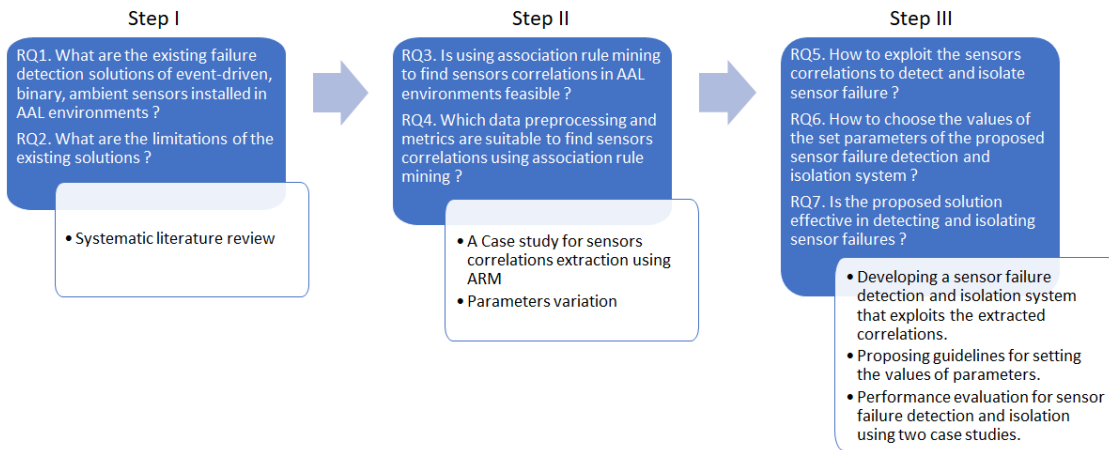 Step I
RQ1. What are the existing failure
detection solutions of event-driven,
binary, ambient sensors installed in
AAL environments ?
RQ2. What are the limitations of the
existing solutions ?
• Systematic literature review
Step II
RQ3. Is using association rule mining
to find sensors correlations in AAL
environments feasible ?
RQ4. Which data preprocessing and
metrics are suitable to find sensors
correlations using association rule
mining ?
• A Case study for sensors
correlations extraction using
ARM
• Parameters variation
Step III
RQ5. How to exploit the sensors
correlations to detect and isolate
sensor failure ?
RQ6. How to choose the values of
the set parameters of the proposed
sensor failure detection and
isolation system ?
RQ7. Is the proposed solution
effective in detecting and isolating
sensor failures ?
• Developing a sensor failure
detection and isolation system
that exploits the extracted
correlations.
• Proposing guidelines for setting
the values of parameters.
• Performance evaluation for sensor
failure detection and isolation
using two case studies.